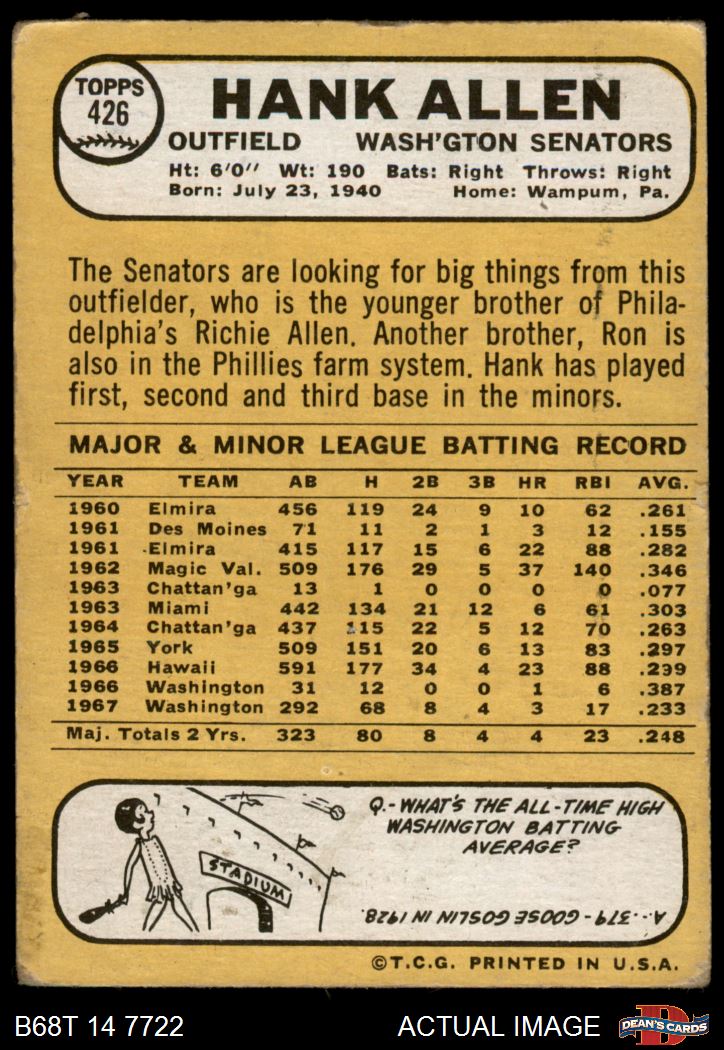 TOPPS
426
HANK ALLEN
OUTFIELD WASH'GTON SENATORS
Ht: 6'0" Wt: 190 Bats: Right Throws: Right
Born: July 23, 1940 Home: Wampum, Pa.
The Senators are looking for big things from this
outfielder, who is the younger brother of Phila-
delphia's Richie Allen. Another brother, Ron is
also in the Phillies farm system. Hank has played
first, second and third base in the minors.
MAJOR & MINOR LEAGUE BATTING RECORD
YEAR TEAM AB H 2B 3B HR RBI AVG.
1960 Elmira 456 119 24 9 10 62 .261
1961 Des Moines 71 11 2 1 3 12 .155
1961 Elmira 415 117 15 6 22 88 .282
1962 Magic Val. 509 176 29 5 37 140 .346
1963 Chattan'ga 13 1 0 0 0 0 .077
1963 Miami 442 134 21 12 6 61 .303
1964 Chattan'ga 437 115 22 5 12 70 .263
1965 York 509 151 20 6 13 83 .297
1966 Hawaii 591 177 34 4 23 88 .299
1966 Washington 31 12 0 0 1 6 .387
1967 Washington 292 68 8 4 3 17 .233
Maj. Totals 2 Yrs. 323 80 8 4 4 23 .248
Q.-WHAT'S THE ALL-TIME HIGH
WASHINGTON BATTING
AVERAGE?
STADIUM
A.-.379-GOOSE GOSLIN IN 1928.
©T.C.G. PRINTED IN U.S.A.
B68T 14 7722 ACTUAL IMAGE
DEAN'S CARDS